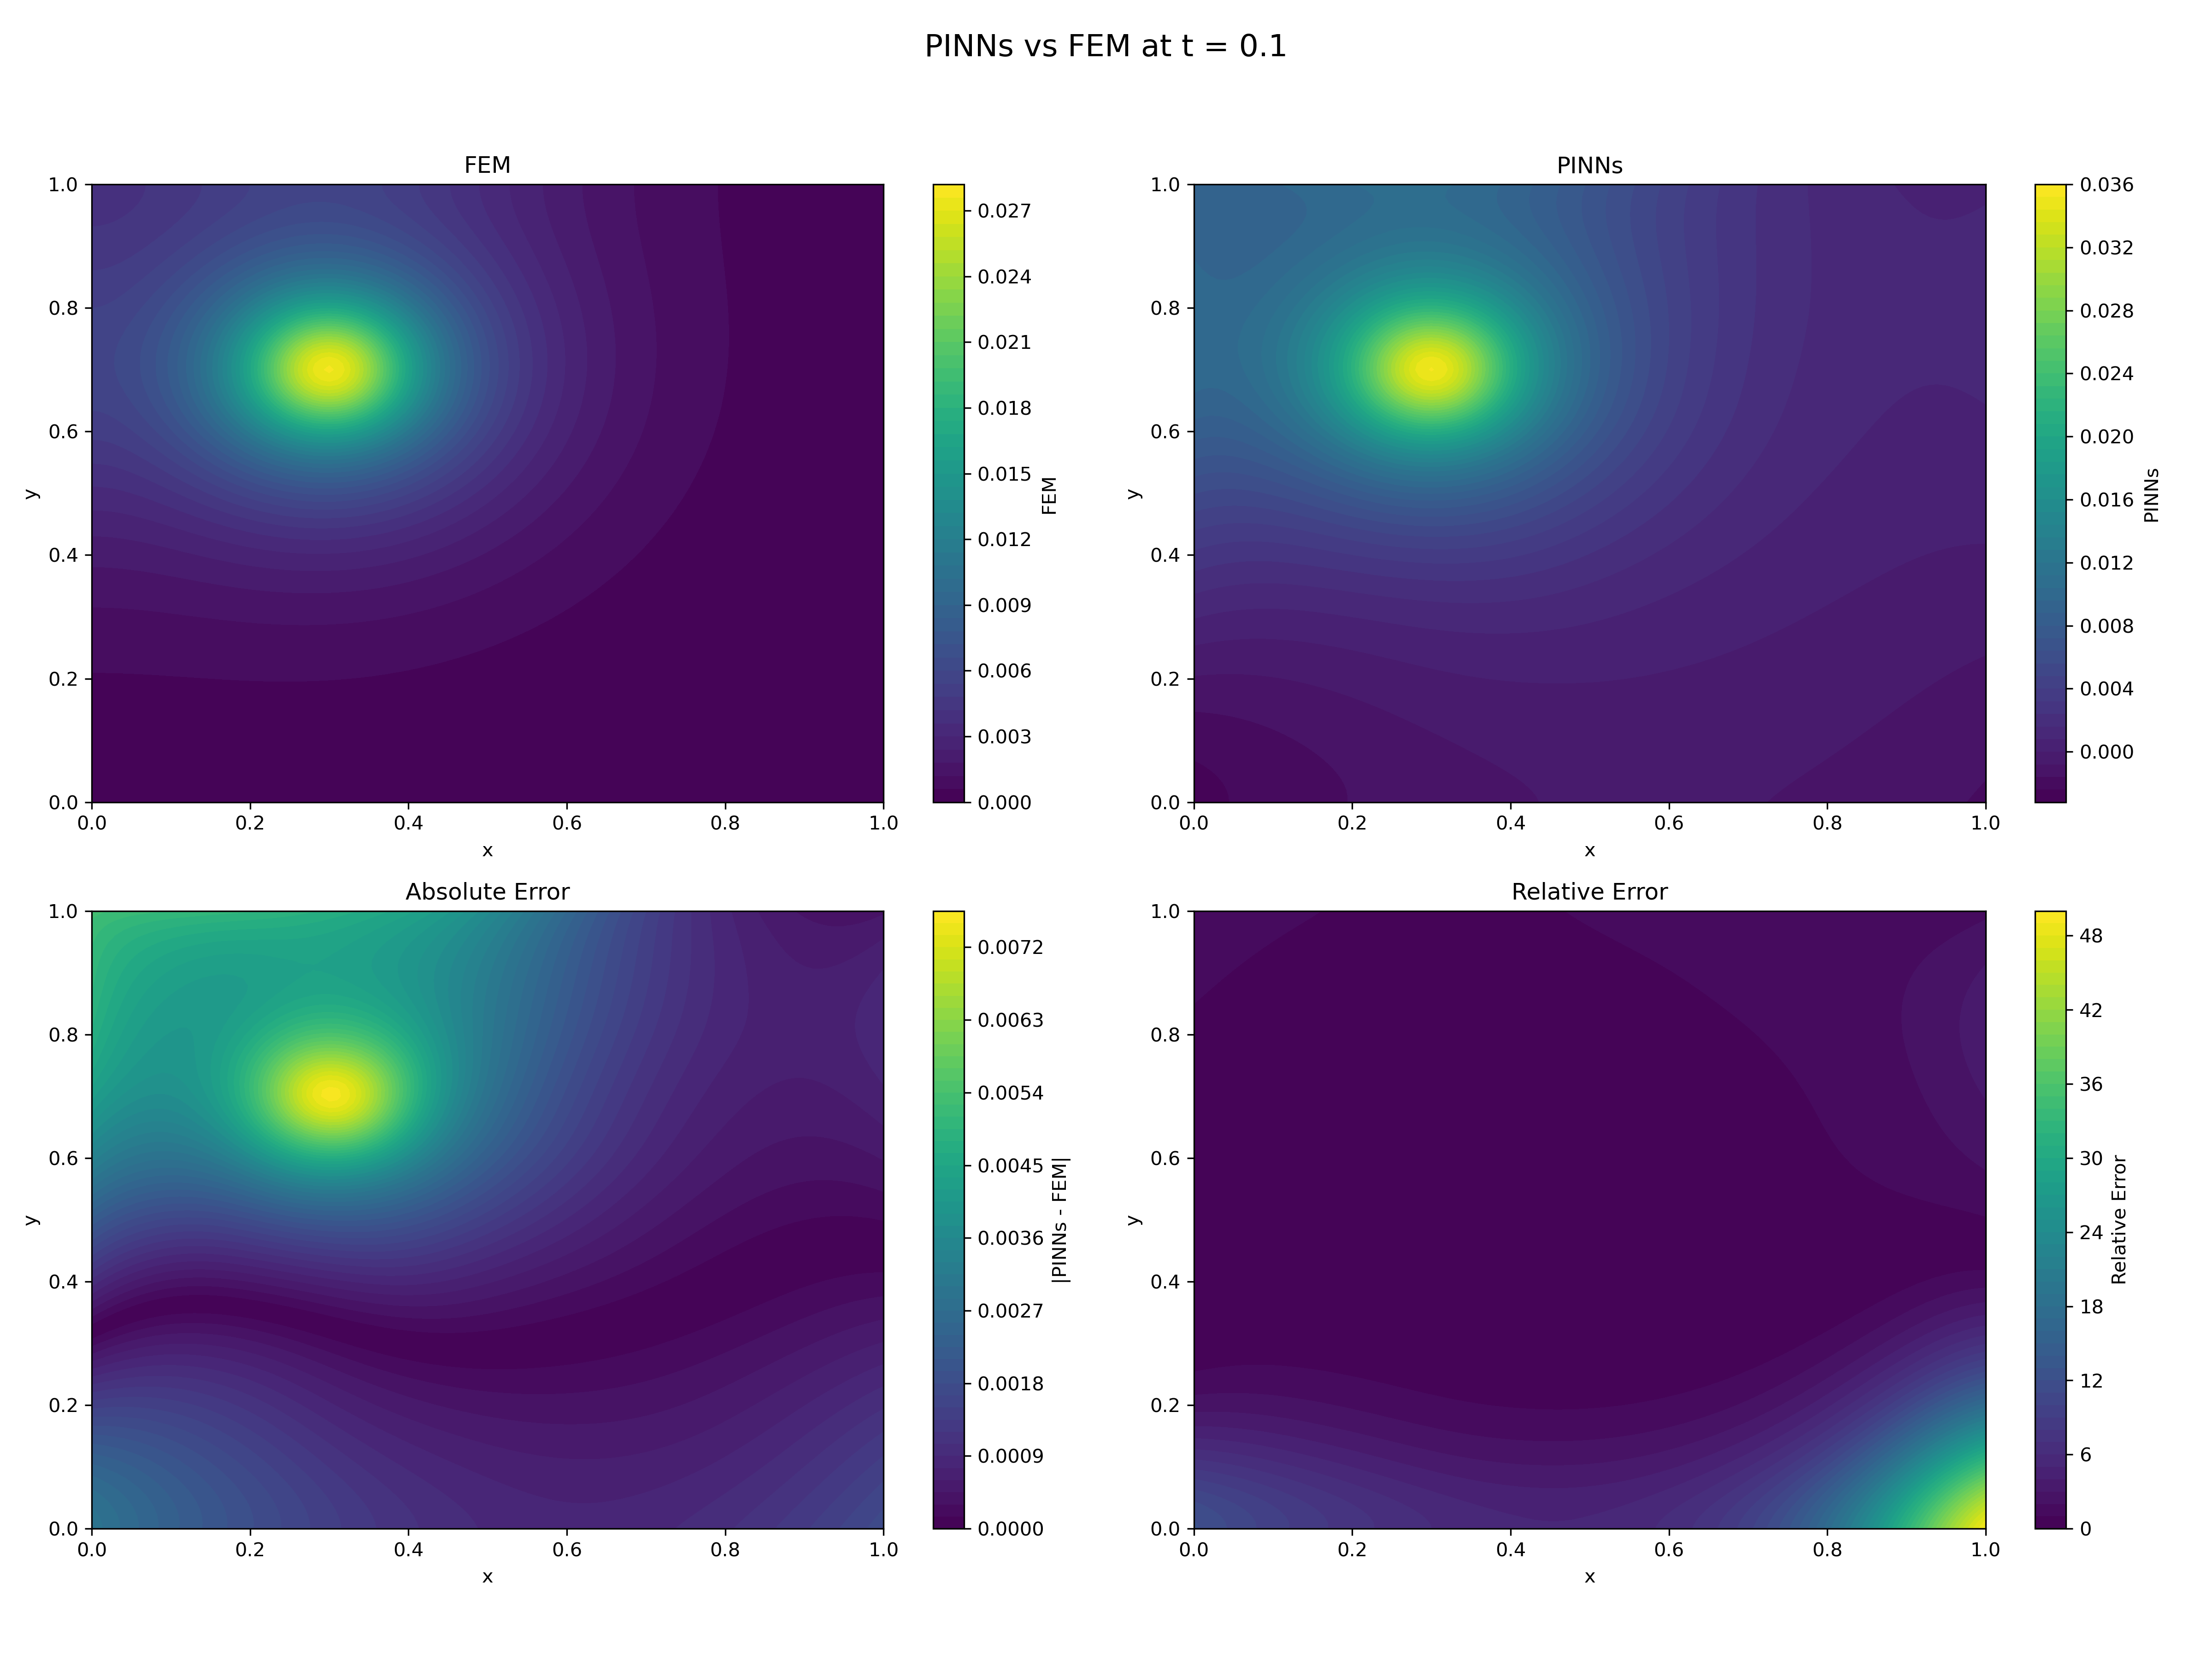 PINNs vs FEM at t = 0.1
FEM
1.0
0.8
0.6
0.4
0.2
0.0
y
0.0 0.2 0.4 0.6 0.8 1.0
x
0.027
0.024
0.021
0.018
0.015
0.012
0.009
0.006
0.003
0.000
FEM
PINNs
1.0
0.8
0.6
0.4
0.2
0.0
y
0.0 0.2 0.4 0.6 0.8 1.0
x
0.036
0.032
0.028
0.024
0.020
0.016
0.012
0.008
0.004
0.000
PINNs
Absolute Error
1.0
0.8
0.6
0.4
0.2
0.0
y
0.0 0.2 0.4 0.6 0.8 1.0
x
0.0072
0.0063
0.0054
0.0045
0.0036
0.0027
0.0018
0.0009
0.0000
|PINNs - FEM|
Relative Error
1.0
0.8
0.6
0.4
0.2
0.0
y
0.0 0.2 0.4 0.6 0.8 1.0
x
48
42
36
30
24
18
12
6
0
Relative Error